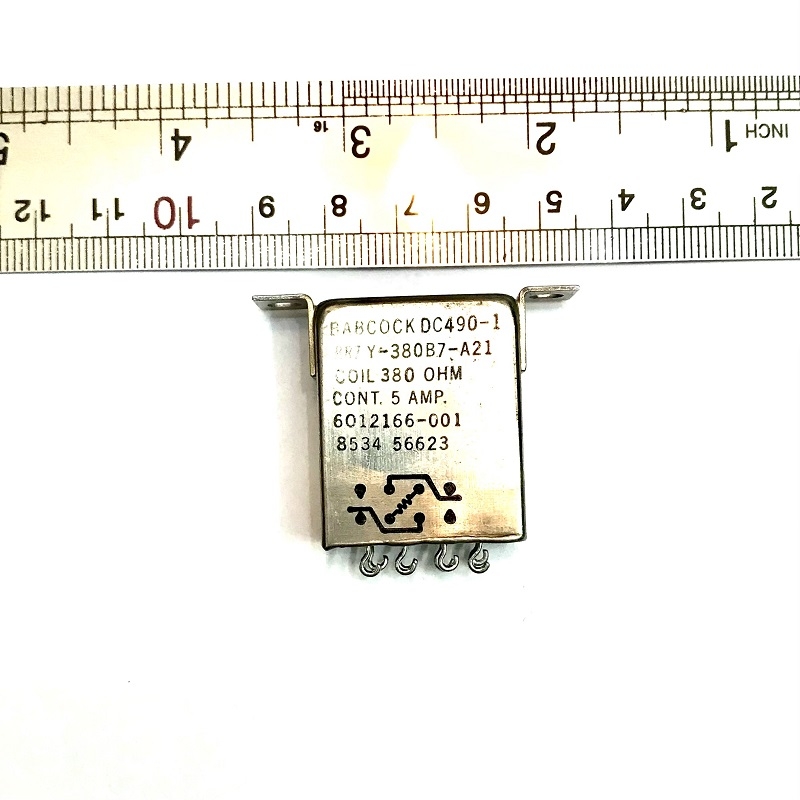 INCH 1 2 3 16 4 5
2 3 4 5 6 7 8 9 10 11 12
BABCOCK DC490-1
Y-380B7-A21
COIL 380 OHM
CONT. 5 AMP.
6012166-001
8534 56623